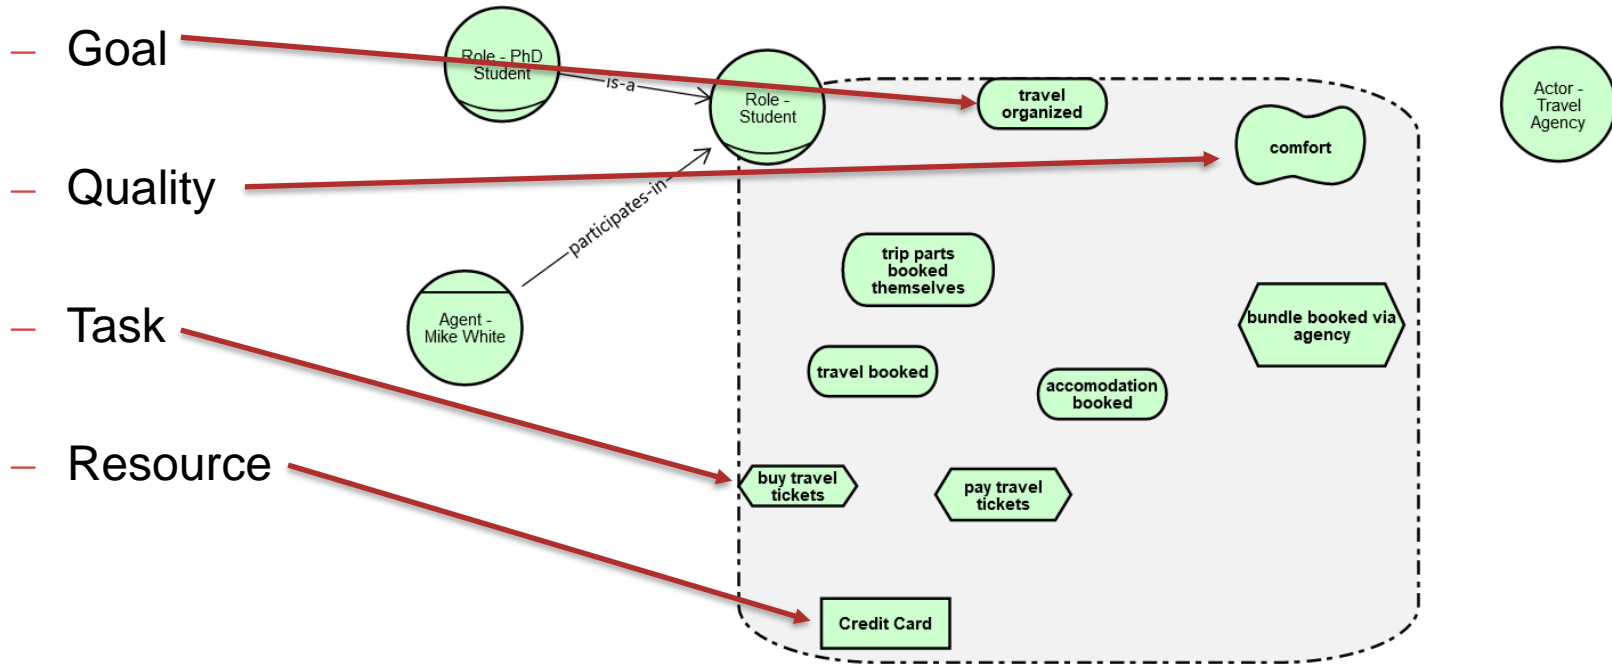 – Goal
– Quality
– Task
– Resource
Role - PhD
Student
is-a
Role -
Student
participates-in
Agent -
Mike White
travel
organized
comfort
Actor -
Travel
Agency
trip parts
booked
themselves
bundle booked via
agency
travel booked
accomodation
booked
buy travel
tickets
pay travel
tickets
Credit Card